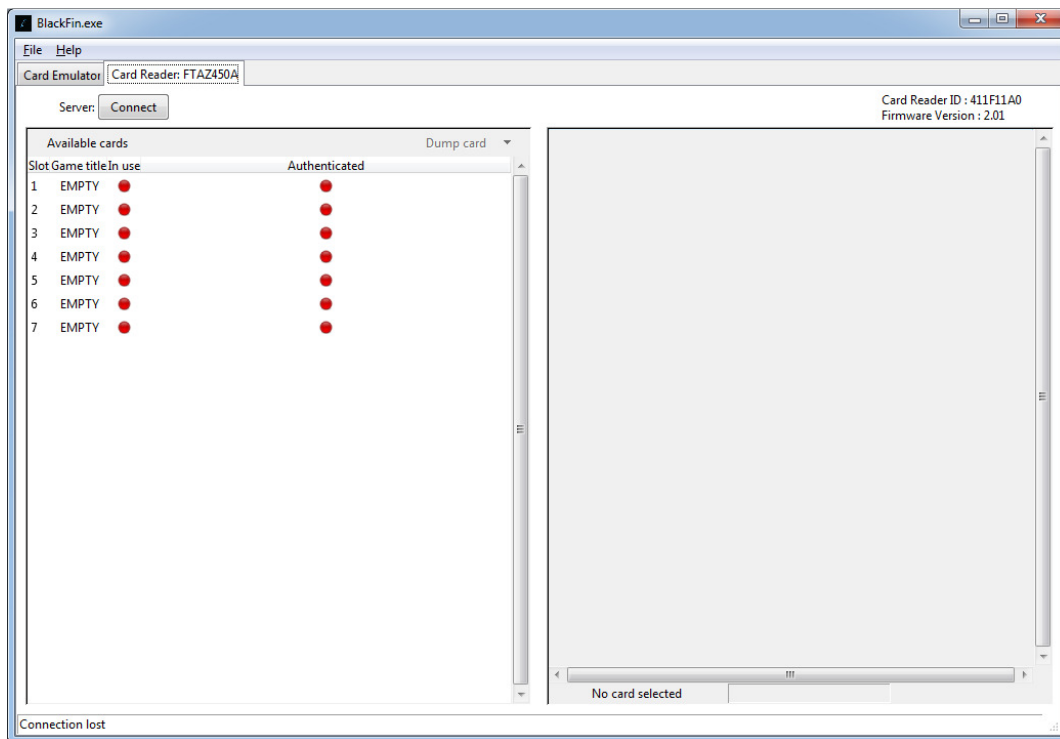 BlackFin.exe
File Help
Card Emulator Card Reader: FTAZ450A
Server: Connect
Card Reader ID : 411F11A0
Firmware Version : 2.01
Available cards Dump card
Slot Game title In use Authenticated
1 EMPTY
2 EMPTY
3 EMPTY
4 EMPTY
5 EMPTY
6 EMPTY
7 EMPTY
No card selected
Connection lost